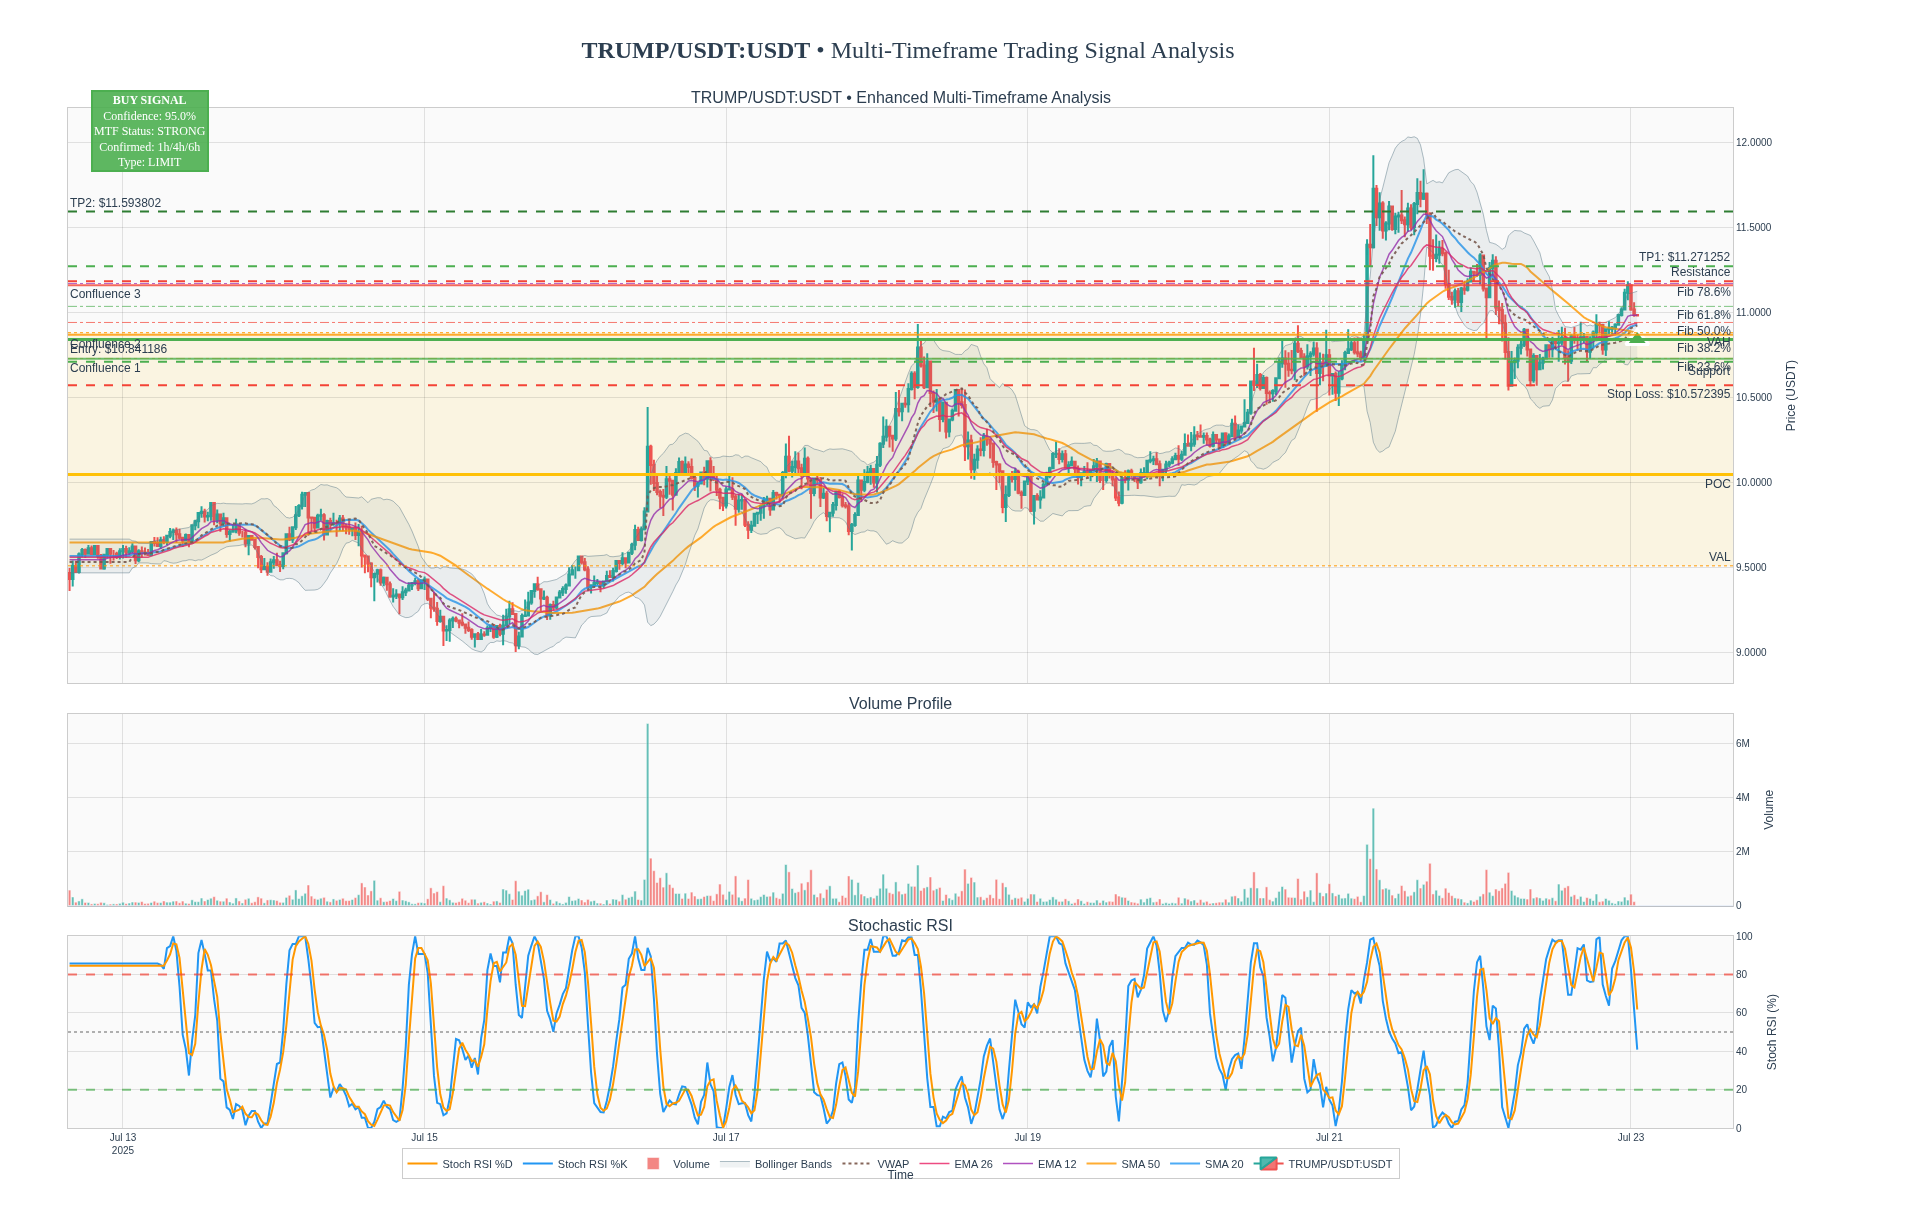 TRUMP/USDT:USDT • Multi-Timeframe Trading Signal Analysis
TRUMP/USDT:USDT • Enhanced Multi-Timeframe Analysis
BUY SIGNAL
Confidence: 95.0%
MTF Status: STRONG
Confirmed: 1h/4h/6h
Type: LIMIT
TP2: $11.593802
Confluence 3
Confluence 2
Entry: $10.841186
Confluence 1
TP1: $11.271252
Resistance
Fib 78.6%
Fib 61.8%
Fib 50.0%
VAH
Fib 38.2%
Fib 23.6%
Support
Stop Loss: $10.572395
POC
VAL
12.0000
11.5000
11.0000
10.5000
10.0000
9.5000
9.0000
Price (USDT)
Volume Profile
6M
4M
2M
0
Volume
Stochastic RSI
100
80
60
40
20
0
Stoch RSI (%)
Jul 13
2025
Jul 15
Jul 17
Jul 19
Jul 21
Jul 23
Time
Stoch RSI %D
Stoch RSI %K
Volume
Bollinger Bands
VWAP
EMA 26
EMA 12
SMA 50
SMA 20
TRUMP/USDT:USDT